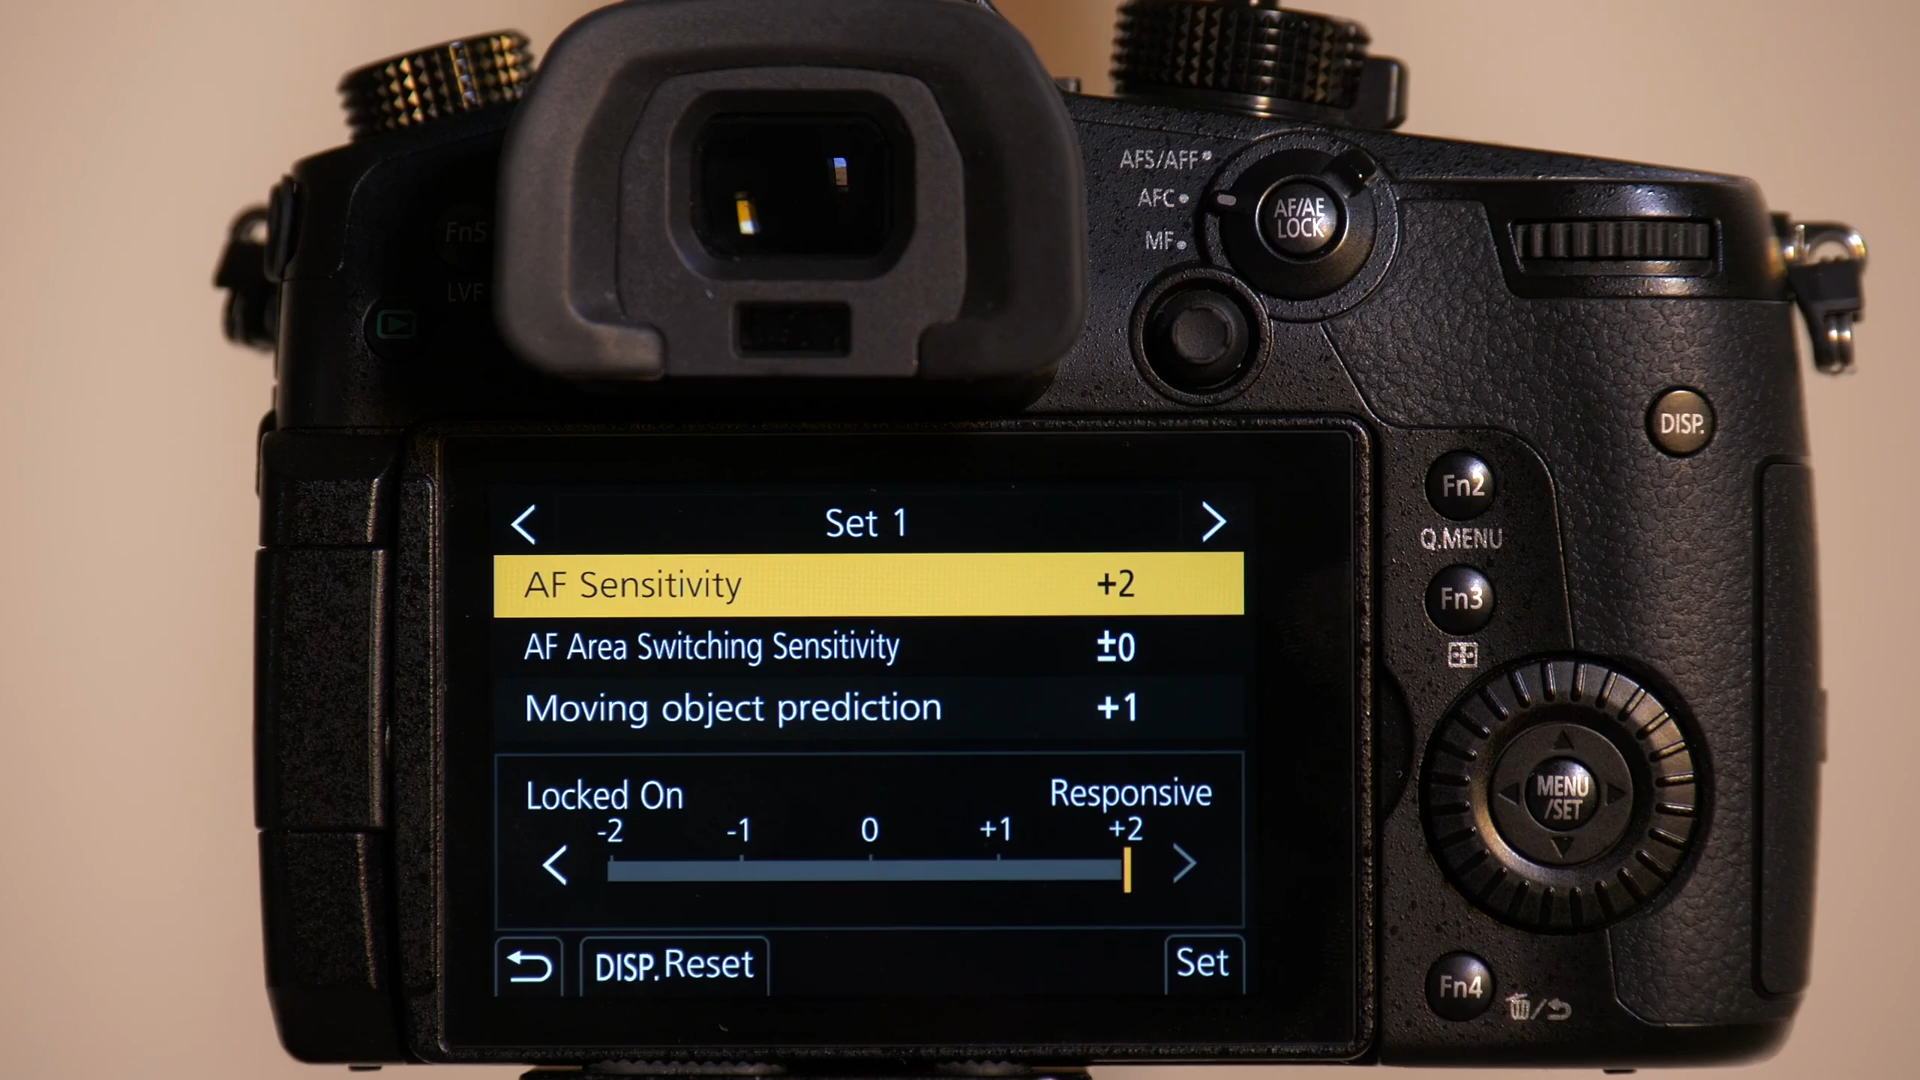 AFS/AFF
AFC
MF
AF/AE
LOCK
Fn5
LVF
DISP.
Fn2
Q.MENU
Fn3
MENU
/SET
Fn4
Set 1
AF Sensitivity +2
AF Area Switching Sensitivity ±0
Moving object prediction +1
Locked On Responsive
-2 -1 0 +1 +2
DISP. Reset Set